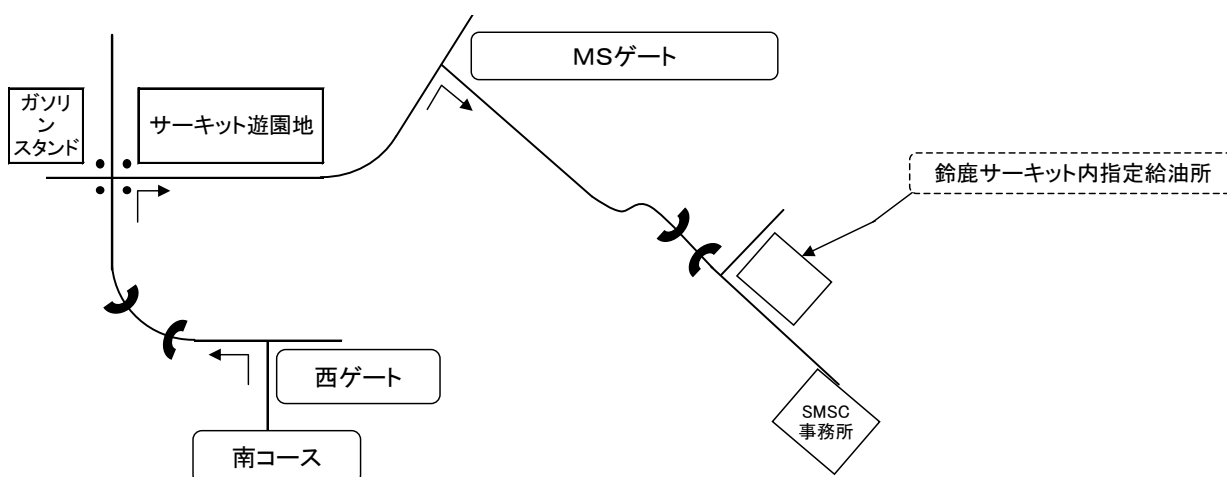 MSゲート
ガソリ
ン
スタンド
サーキット遊園地
鈴鹿サーキット内指定給油所
西ゲート
SMSC
事務所
南コース